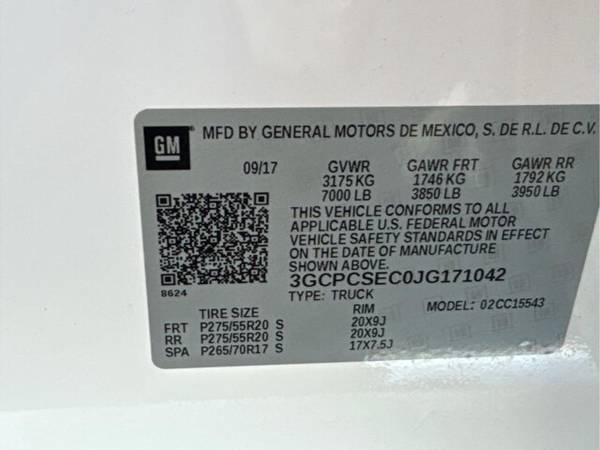 GM
MFD BY GENERAL MOTORS DE MEXICO, S. DE R.L. DE C.V.
09/17 GVWR GAWR FRT GAWR RR
3175 KG 1746 KG 1792 KG
7000 LB 3850 LB 3950 LB
THIS VEHICLE CONFORMS TO ALL
APPLICABLE U.S. FEDERAL MOTOR
VEHICLE SAFETY STANDARDS IN EFFECT
ON THE DATE OF MANUFACTURE
SHOWN ABOVE.
3GCPCSEC0JG171042
8624
TYPE: TRUCK MODEL: 02CC15543
TIRE SIZE RIM
FRT P275/55R20 S 20X9J
RR P275/55R20 S 20X9J
SPA P265/70R17 S 17X7.5J